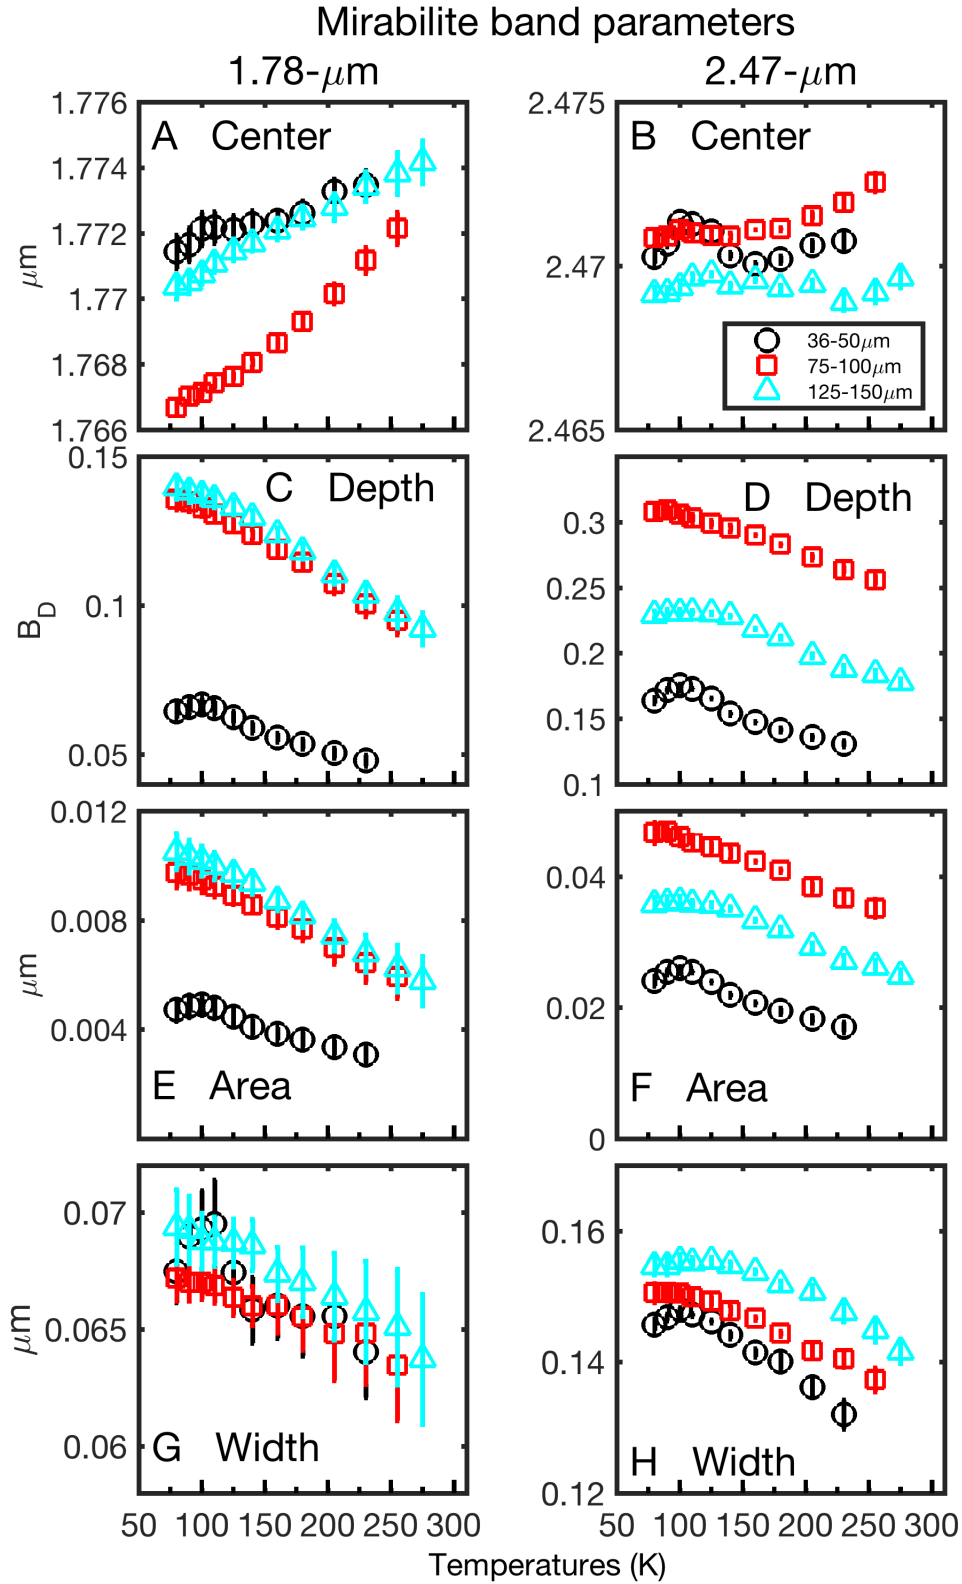 Mirabilite band parameters
1.78-μm 2.47-μm
1.776 2.475
A Center B Center
1.774
1.772
μm
1.77 2.47
1.768
36-50μm
75-100μm
125-150μm
1.766 2.465
0.15
C Depth D Depth
0.3
0.25
0.1
B_D
0.2
0.15
0.05
0.1
0.012
0.04
0.008
μm
0.02
0.004
E Area F Area
0
0.07 0.16
μm
0.065
0.14
0.06
G Width H Width
0.12
50 100 150 200 250 300 50 100 150 200 250 300
Temperatures (K)